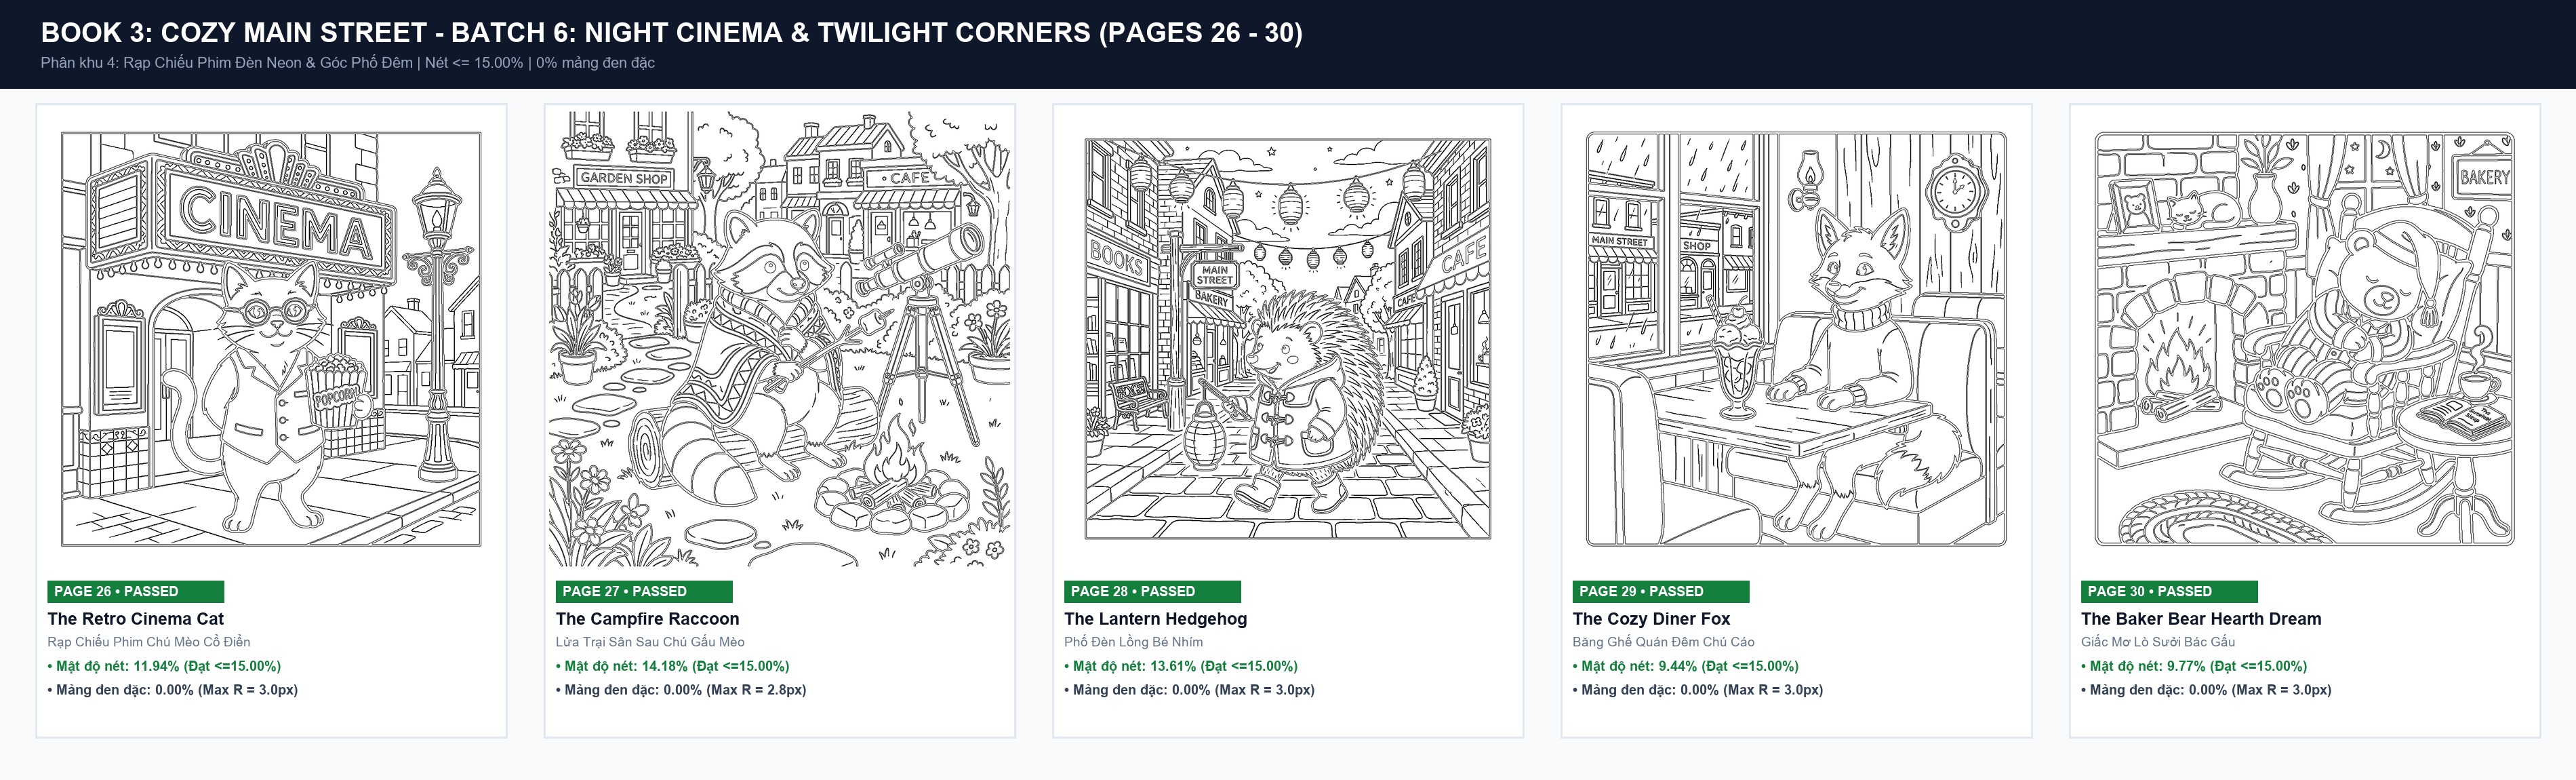 BOOK 3: COZY MAIN STREET - BATCH 6: NIGHT CINEMA & TWILIGHT CORNERS (PAGES 26 - 30)
Phân khu 4: Rạp Chiếu Phim Đèn Neon & Góc Phố Đêm | Nét <= 15.00% | 0% mảng đen đặc
CINEMA
POPCORN
PAGE 26 • PASSED
The Retro Cinema Cat
Rạp Chiếu Phim Chú Mèo Cổ Điển
• Mật độ nét: 11.94% (Đạt <=15.00%)
• Mảng đen đặc: 0.00% (Max R = 3.0px)
GARDEN SHOP
CAFE
PAGE 27 • PASSED
The Campfire Raccoon
Lửa Trại Sân Sau Chú Gấu Mèo
• Mật độ nét: 14.18% (Đạt <=15.00%)
• Mảng đen đặc: 0.00% (Max R = 2.8px)
BOOKS
MAIN
STREET
BAKERY
CAFE
CAFE
PAGE 28 • PASSED
The Lantern Hedgehog
Phố Đèn Lồng Bé Nhím
• Mật độ nét: 13.61% (Đạt <=15.00%)
• Mảng đen đặc: 0.00% (Max R = 3.0px)
MAIN STREET
SHOP
PAGE 29 • PASSED
The Cozy Diner Fox
Băng Ghế Quán Đêm Chú Cáo
• Mật độ nét: 9.44% (Đạt <=15.00%)
• Mảng đen đặc: 0.00% (Max R = 3.0px)
BAKERY
PAGE 30 • PASSED
The Baker Bear Hearth Dream
Giấc Mơ Lò Sưởi Bác Gấu
• Mật độ nét: 9.77% (Đạt <=15.00%)
• Mảng đen đặc: 0.00% (Max R = 3.0px)